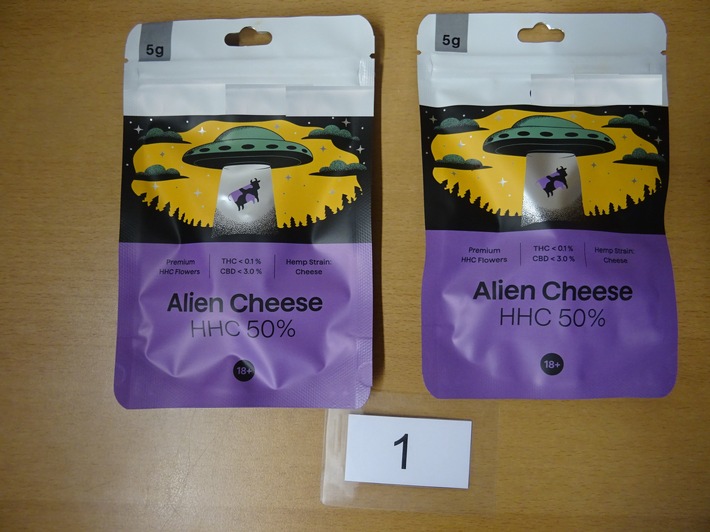 5g
Premium
HHC Flowers
THC < 0.1 %
CBD < 3.0 %
Hemp Strain:
Cheese
Alien Cheese
HHC 50%
18+
5g
Premium
HHC Flowers
THC < 0.1 %
CBD < 3.0 %
Hemp Strain:
Cheese
Alien Cheese
HHC 50%
18+
1